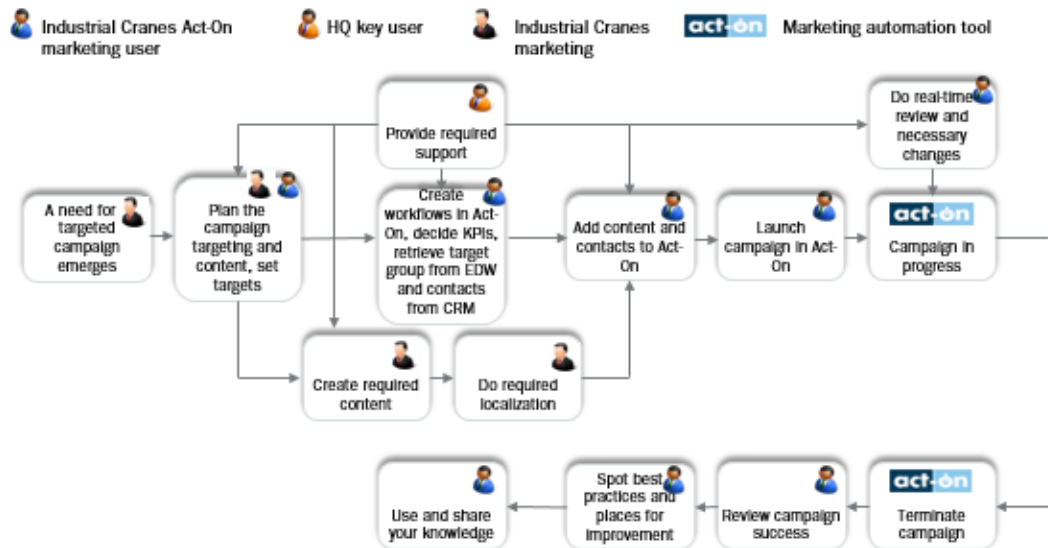 Industrial Cranes Act-On
marketing user
HQ key user
Industrial Cranes
marketing
act-on
Marketing automation tool
Provide required
support
Do real-time
review and
necessary
changes
A need for
targeted
campaign
emerges
Plan the
campaign
targeting and
content, set
targets
Create
workflows in Act-
On, decide KPIs,
retrieve target
group from EDW
and contacts
from CRM
Add content and
contacts to Act-
On
Launch
campaign in Act-
On
act-on
Campaign in
progress
Create required
content
Do required
localization
Use and share
your knowledge
Spot best
practices and
places for
improvement
Review campaign
success
act-on
Terminate
campaign